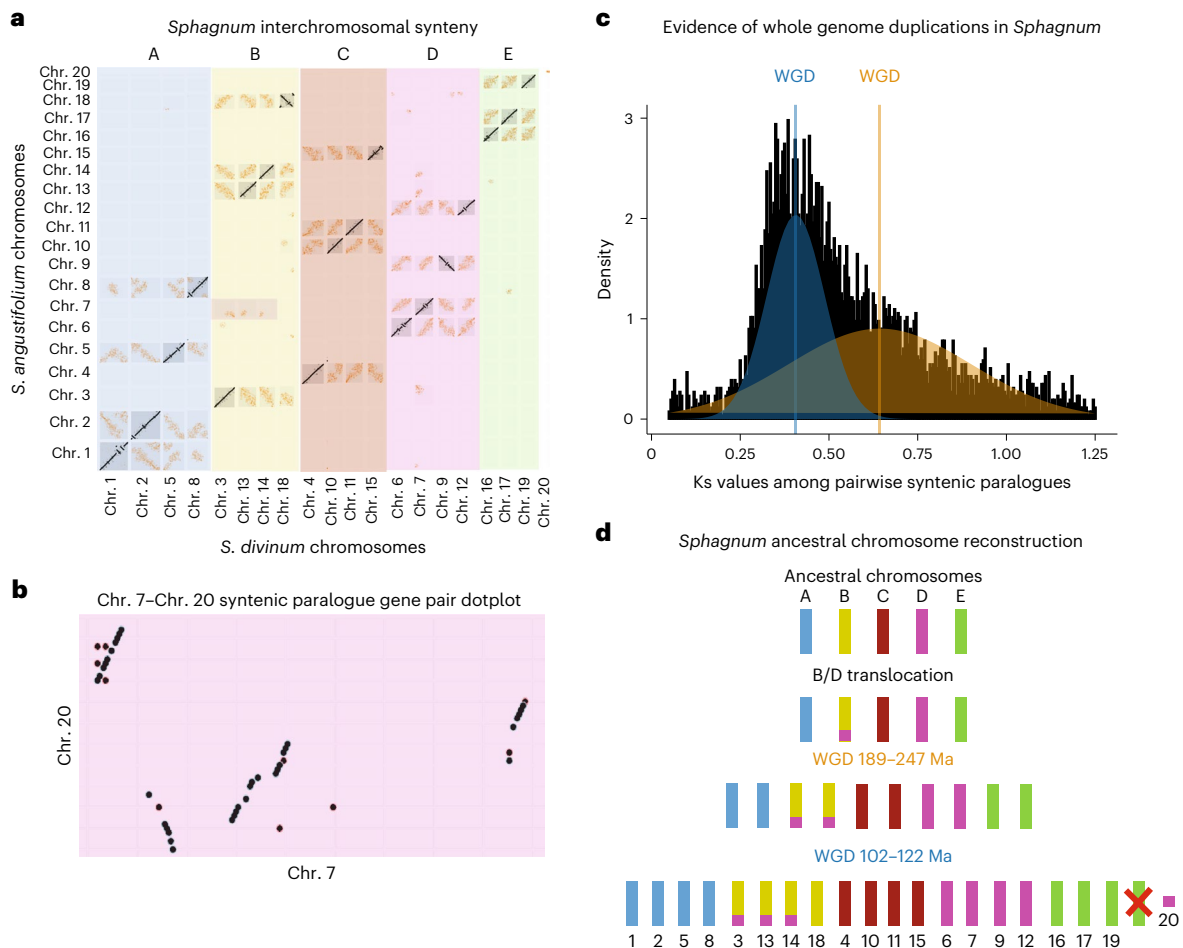 a
Sphagnum interchromosomal synteny
A B C D E
Chr. 20
Chr. 19
Chr. 18
Chr. 17
Chr. 16
Chr. 15
Chr. 14
Chr. 13
Chr. 12
Chr. 11
Chr. 10
Chr. 9
Chr. 8
Chr. 7
Chr. 6
Chr. 5
Chr. 4
Chr. 3
Chr. 2
Chr. 1
S. angustifolium chromosomes
Chr. 1 Chr. 2 Chr. 5 Chr. 8 Chr. 3 Chr. 13 Chr. 14 Chr. 18 Chr. 4 Chr. 10 Chr. 11 Chr. 15 Chr. 6 Chr. 7 Chr. 9 Chr. 12 Chr. 16 Chr. 17 Chr. 19 Chr. 20
S. divinum chromosomes
b
Chr. 7–Chr. 20 syntenic paralogue gene pair dotplot
Chr. 20
Chr. 7
c
Evidence of whole genome duplications in Sphagnum
WGD WGD
3
2
1
0
Density
0 0.25 0.50 0.75 1.00 1.25
Ks values among pairwise syntenic paralogues
d
Sphagnum ancestral chromosome reconstruction
Ancestral chromosomes
A B C D E
B/D translocation
WGD 189–247 Ma
WGD 102–122 Ma
20
1 2 5 8 3 13 14 18 4 10 11 15 6 7 9 12 16 17 19